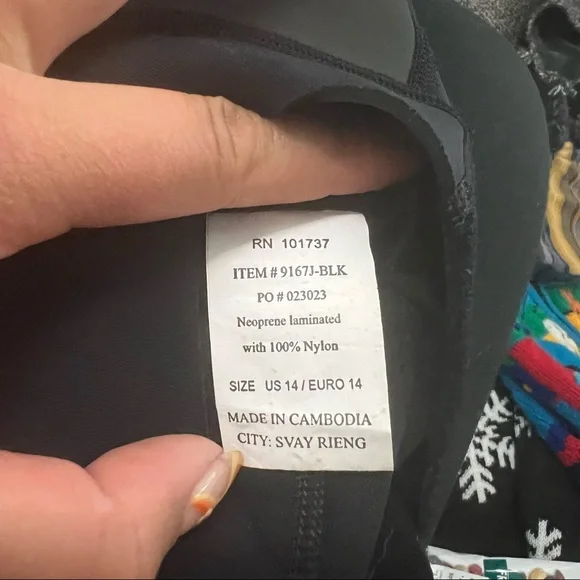 RN 101737
ITEM # 9167J-BLK
PO # 023023
Neoprene laminated
with 100% Nylon
SIZE US 14 / EURO 14
MADE IN CAMBODIA
CITY: SVAY RIENG